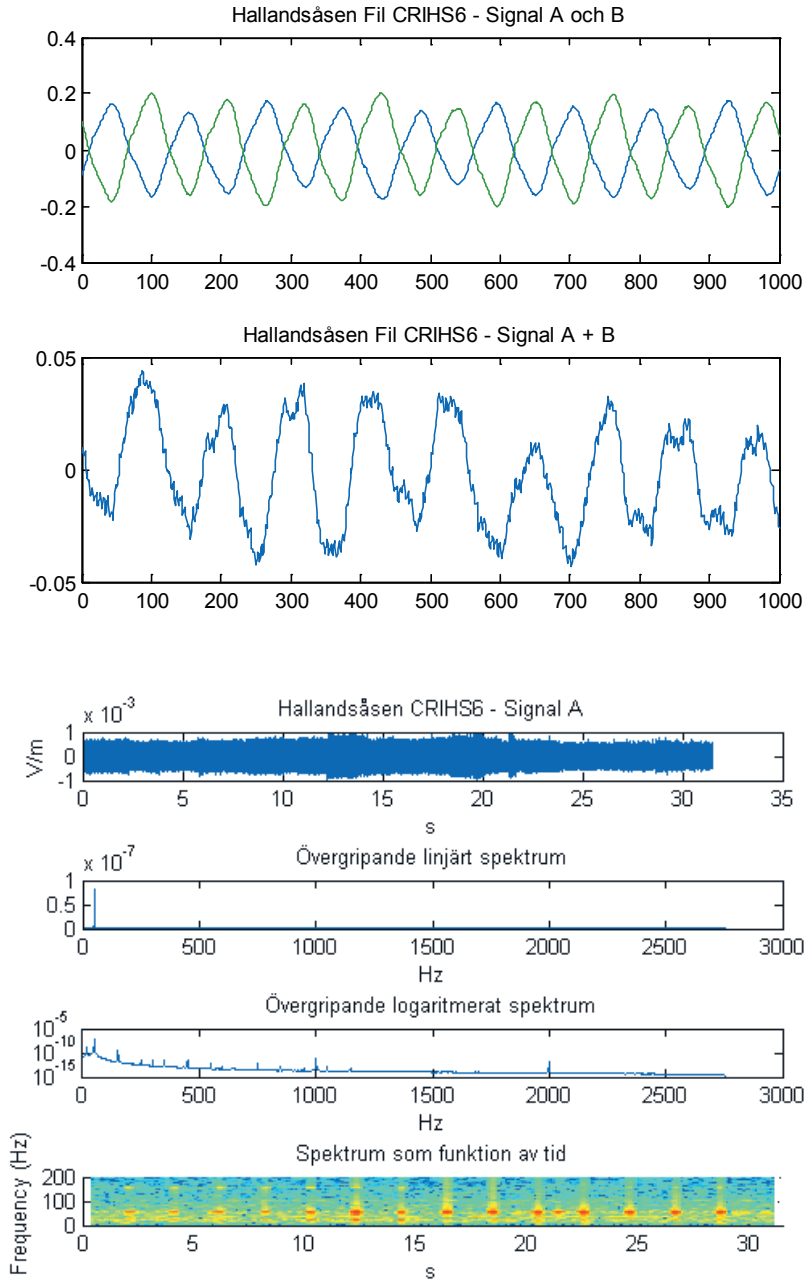 Hallandsåsen Fil CRIHS6 - Signal A och B
0.4
0.2
0
-0.2
-0.4
0 100 200 300 400 500 600 700 800 900 1000
Hallandsåsen Fil CRIHS6 - Signal A + B
0.05
0
-0.05
0 100 200 300 400 500 600 700 800 900 1000
x 10-3
Hallandsåsen CRIHS6 - Signal A
V/m
1
0
-1
0 5 10 15 20 25 30 35
s
x 10-7
Övergripande linjärt spektrum
1
0.5
0
0 500 1000 1500 2000 2500 3000
Hz
Övergripande logaritmerat spektrum
10-5
10-10
10-15
0 500 1000 1500 2000 2500 3000
Hz
Spektrum som funktion av tid
Frequency (Hz)
200
100
0
0 5 10 15 20 25 30
s